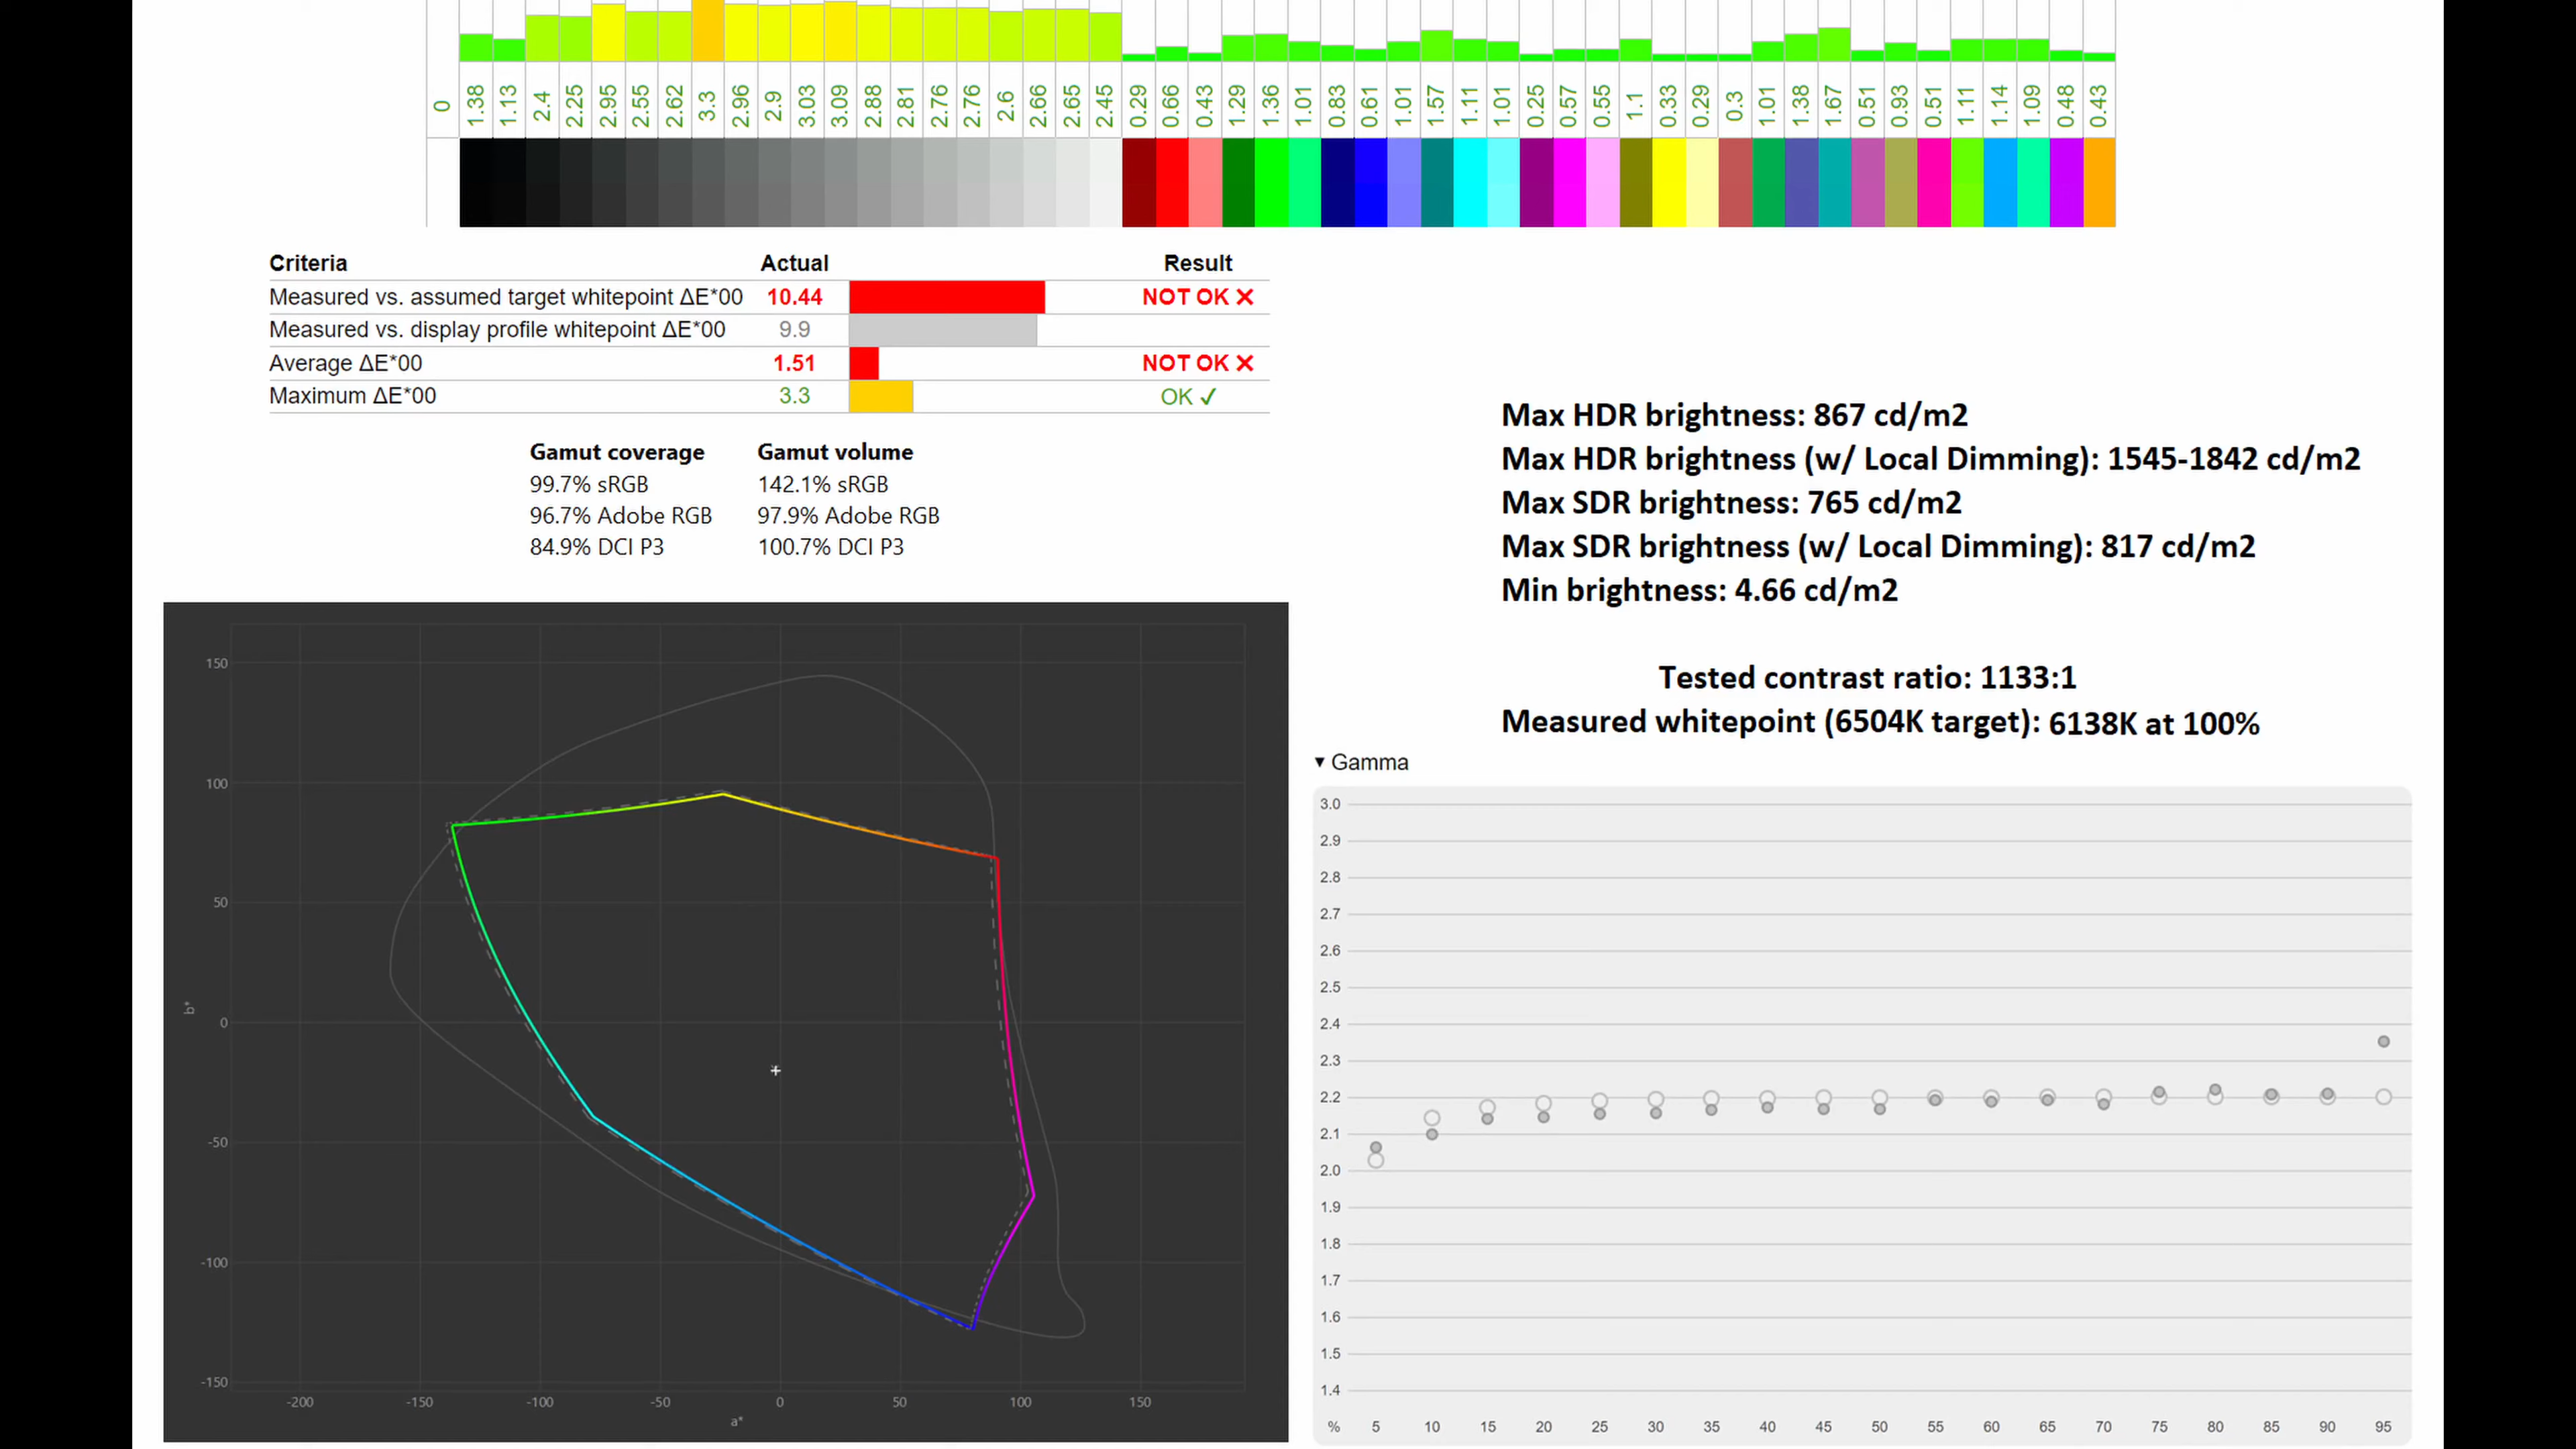 0 1.38 1.13 2.4 2.25 2.95 2.55 2.62 3.3 2.96 2.9 3.03 3.09 2.88 2.81 2.76 2.76 2.6 2.66 2.65 2.45 0.29 0.66 0.43 1.29 1.36 1.01 0.83 0.61 1.01 1.57 1.11 1.01 0.25 0.57 0.55 1.1 0.33 0.29 0.3 1.01 1.38 1.67 0.51 0.93 0.51 1.11 1.14 1.09 0.48 0.43
Criteria Actual Result
Measured vs. assumed target whitepoint ΔE*00 10.44 NOT OK ✕
Measured vs. display profile whitepoint ΔE*00 9.9
Average ΔE*00 1.51 NOT OK ✕
Maximum ΔE*00 3.3 OK ✓
Gamut coverage Gamut volume
99.7% sRGB 142.1% sRGB
96.7% Adobe RGB 97.9% Adobe RGB
84.9% DCI P3 100.7% DCI P3
Max HDR brightness: 867 cd/m2
Max HDR brightness (w/ Local Dimming): 1545-1842 cd/m2
Max SDR brightness: 765 cd/m2
Max SDR brightness (w/ Local Dimming): 817 cd/m2
Min brightness: 4.66 cd/m2
Tested contrast ratio: 1133:1
Measured whitepoint (6504K target): 6138K at 100%
150
100
50
0
-50
-100
-150
b*
-200 -150 -100 -50 0 50 100 150
a*
▼ Gamma
3.0
2.9
2.8
2.7
2.6
2.5
2.4
2.3
2.2
2.1
2.0
1.9
1.8
1.7
1.6
1.5
1.4
% 5 10 15 20 25 30 35 40 45 50 55 60 65 70 75 80 85 90 95